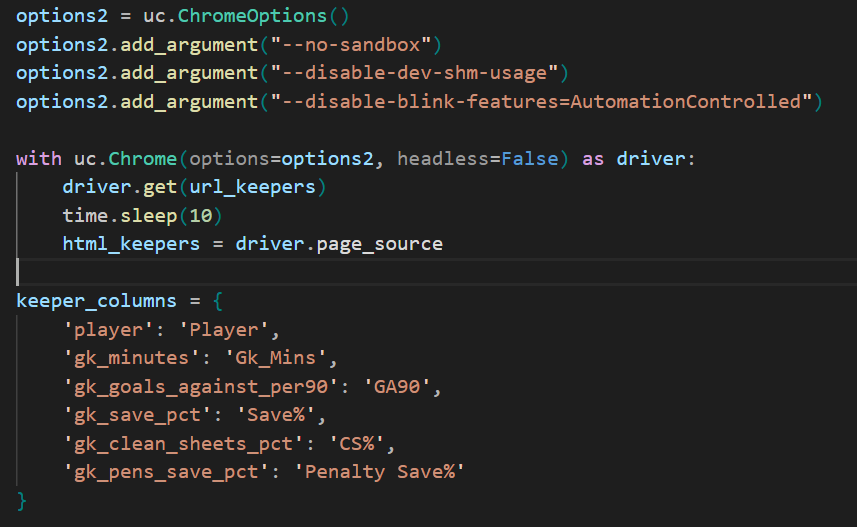 options2 = uc.ChromeOptions()
options2.add_argument("--no-sandbox")
options2.add_argument("--disable-dev-shm-usage")
options2.add_argument("--disable-blink-features=AutomationControlled")

with uc.Chrome(options=options2, headless=False) as driver:
    driver.get(url_keepers)
    time.sleep(10)
    html_keepers = driver.page_source

keeper_columns = {
    'player': 'Player',
    'gk_minutes': 'Gk_Mins',
    'gk_goals_against_per90': 'GA90',
    'gk_save_pct': 'Save%',
    'gk_clean_sheets_pct': 'CS%',
    'gk_pens_save_pct': 'Penalty Save%'
}